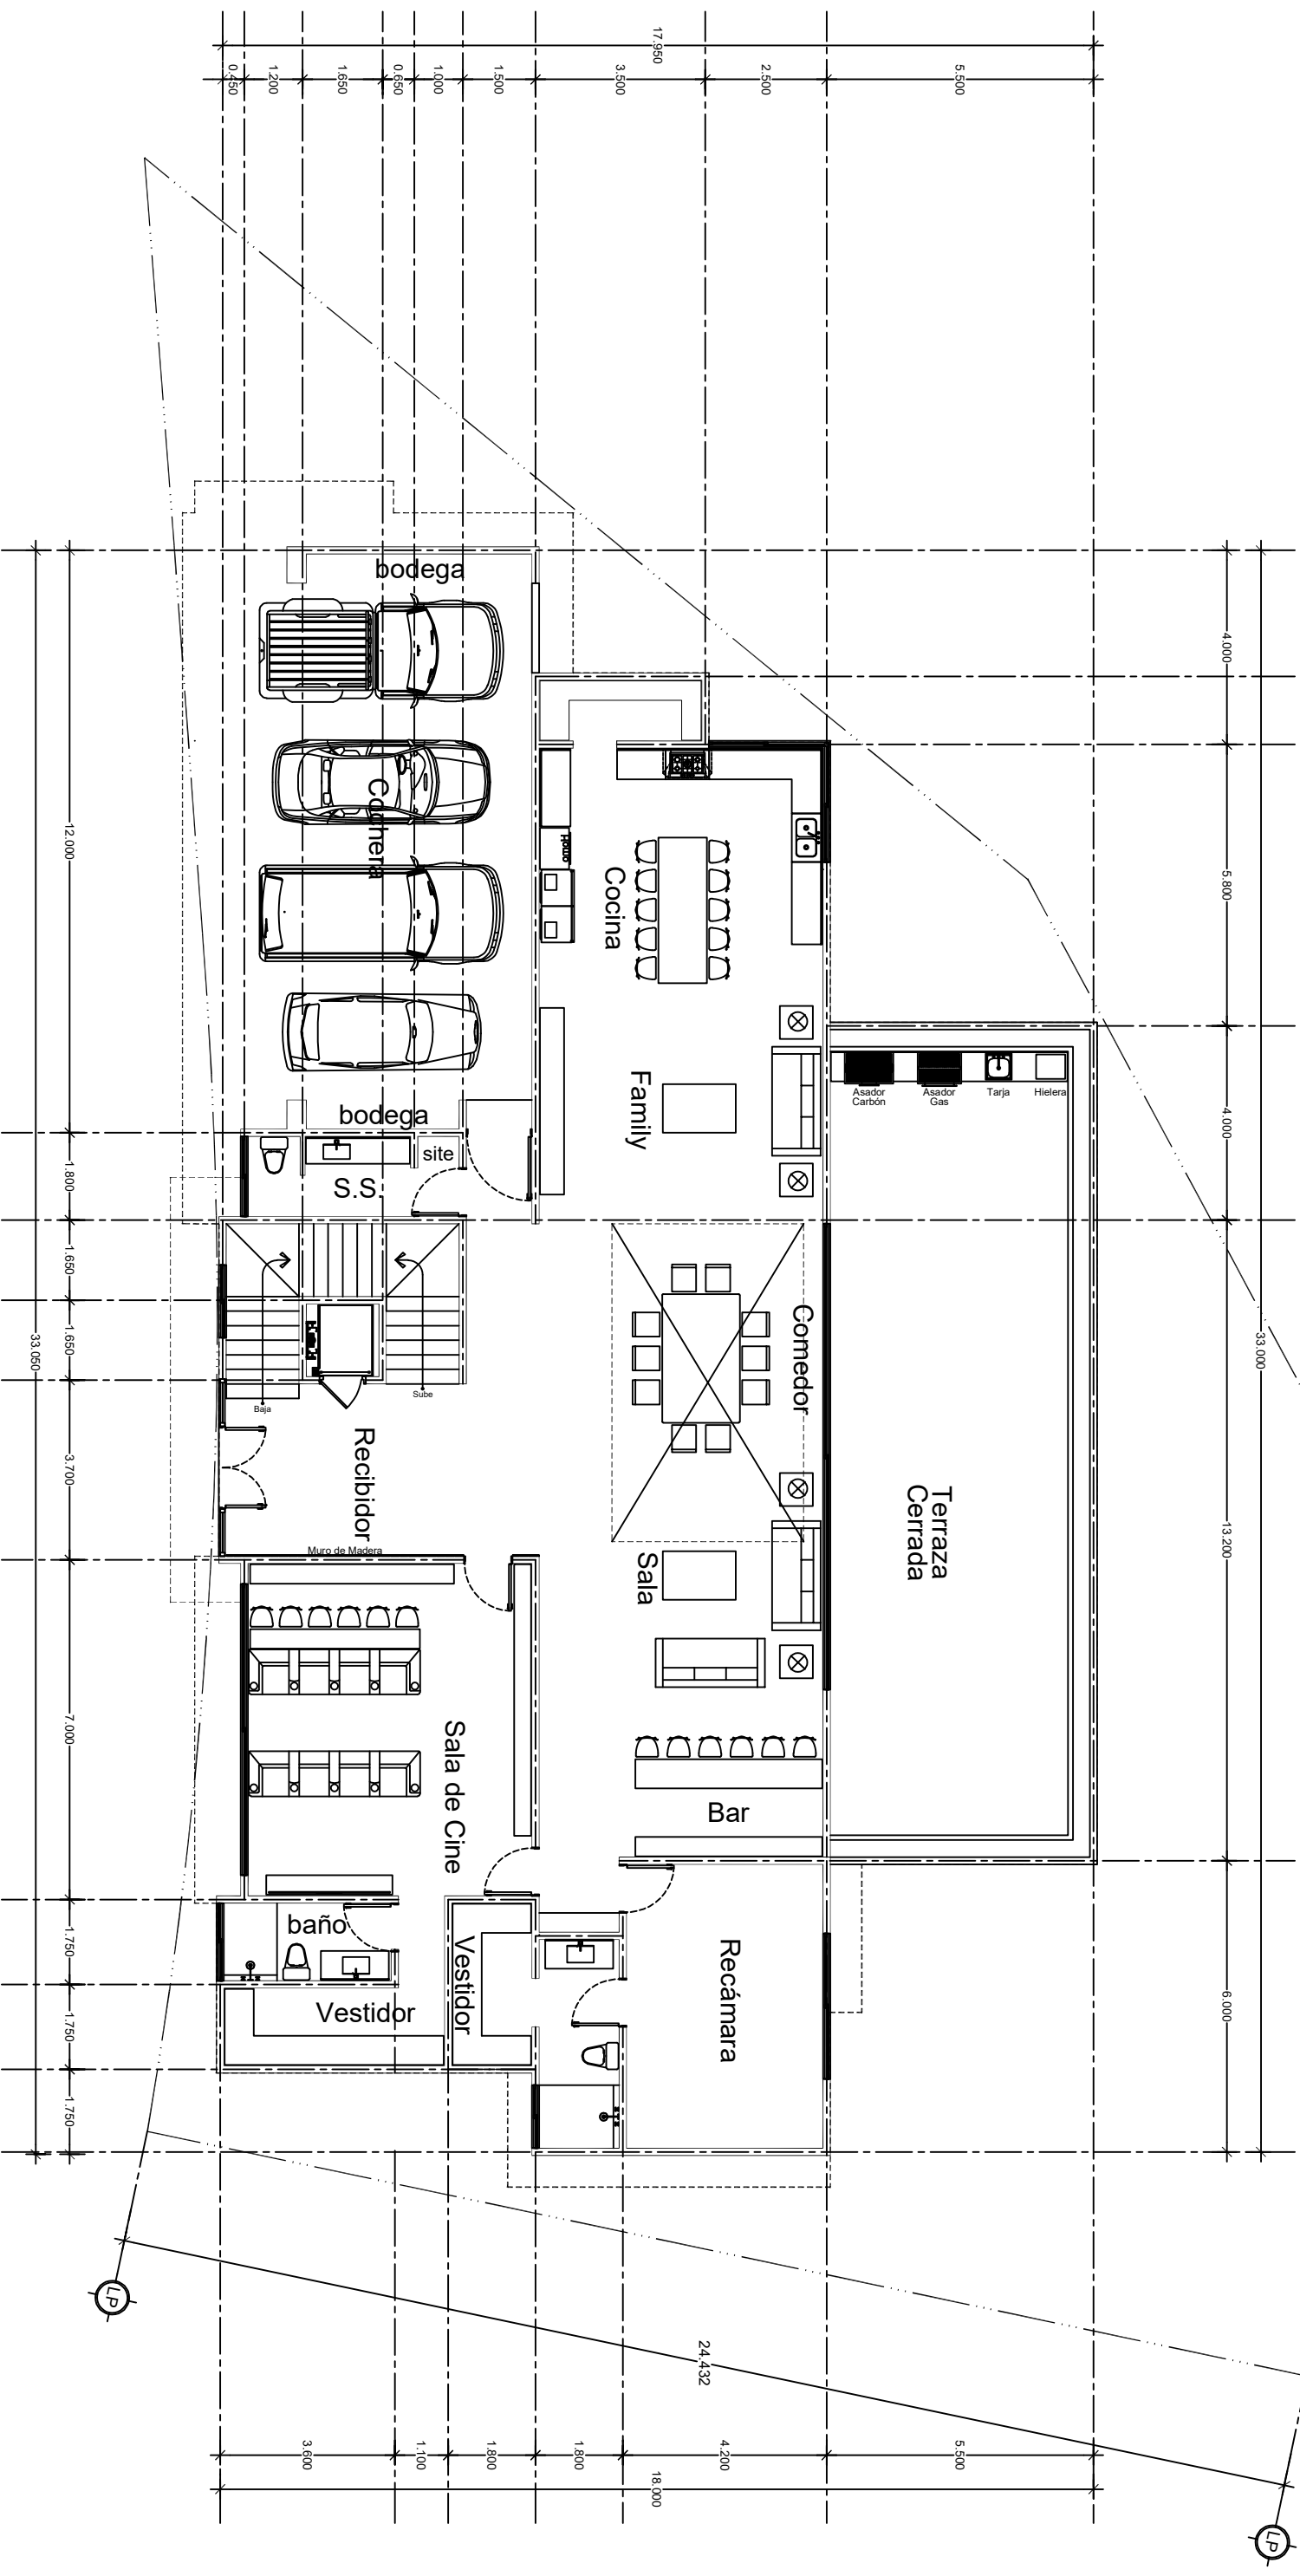 17.950
0.450
1.200
1.650
0.650
1.000
1.500
3.500
2.500
5.500
bodega
4.000
12.000
Cochera
Cocina
5.800
Asador
Carbón
Asador
Gas
Tarja
Hielera
Family
bodega
site
S.S.
4.000
1.800
1.650
1.650
33.050
33.000
Comedor
Sube
Baja
3.700
Recibidor
Muro de Madera
Terraza
Cerrada
13.200
Sala
7.000
Sala de Cine
Bar
baño
Vestidor
Vestidor
Recámara
1.750
1.750
1.750
6.000
LP
24.432
3.600
1.100
1.800
1.800
4.200
5.500
18.000
LP